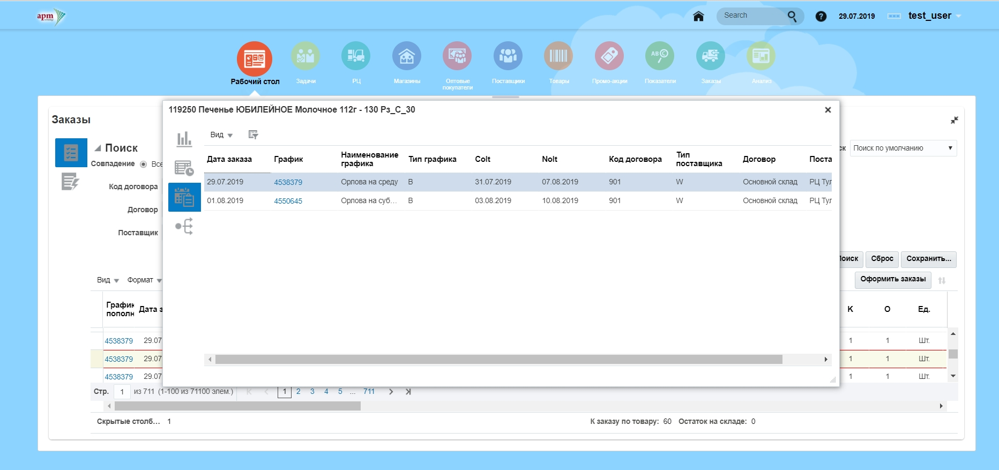 apm
technology
Search
29.07.2019
test_user
Рабочий стол
Задачи
РЦ
Магазины
Оптовые
покупатели
Поставщики
Товары
Промо-акции
Показатели
Заказы
Анализ
Заказы
119250 Печенье ЮБИЛЕЙНОЕ Молочное 112г - 130 Рз_С_30
Поиск
Вид
ск Поиск по умолчанию
Совпадение Все
Дата заказа График Наименование графика Тип графика Colt Nolt Код договора Тип поставщика Договор Поста
29.07.2019 4538379 Орлова на среду B 31.07.2019 07.08.2019 901 W Основной склад РЦ Тул
01.08.2019 4550645 Орлова на суб... B 03.08.2019 10.08.2019 901 W Основной склад РЦ Тул
Код договора
Договор
Поставщик
Поиск Сброс Сохранить...
Вид Формат
Оформить заказы
График пополн Дата з К О Ед.
4538379 29.07 1 1 Шт.
4538379 29.07 1 1 Шт.
4538379 29.07 1 1 Шт.
Стр. 1 из 711 (1-100 из 71100 элем.) 1 2 3 4 5 ... 711
Скрытые столб... 1 К заказу по товару: 60 Остаток на складе: 0